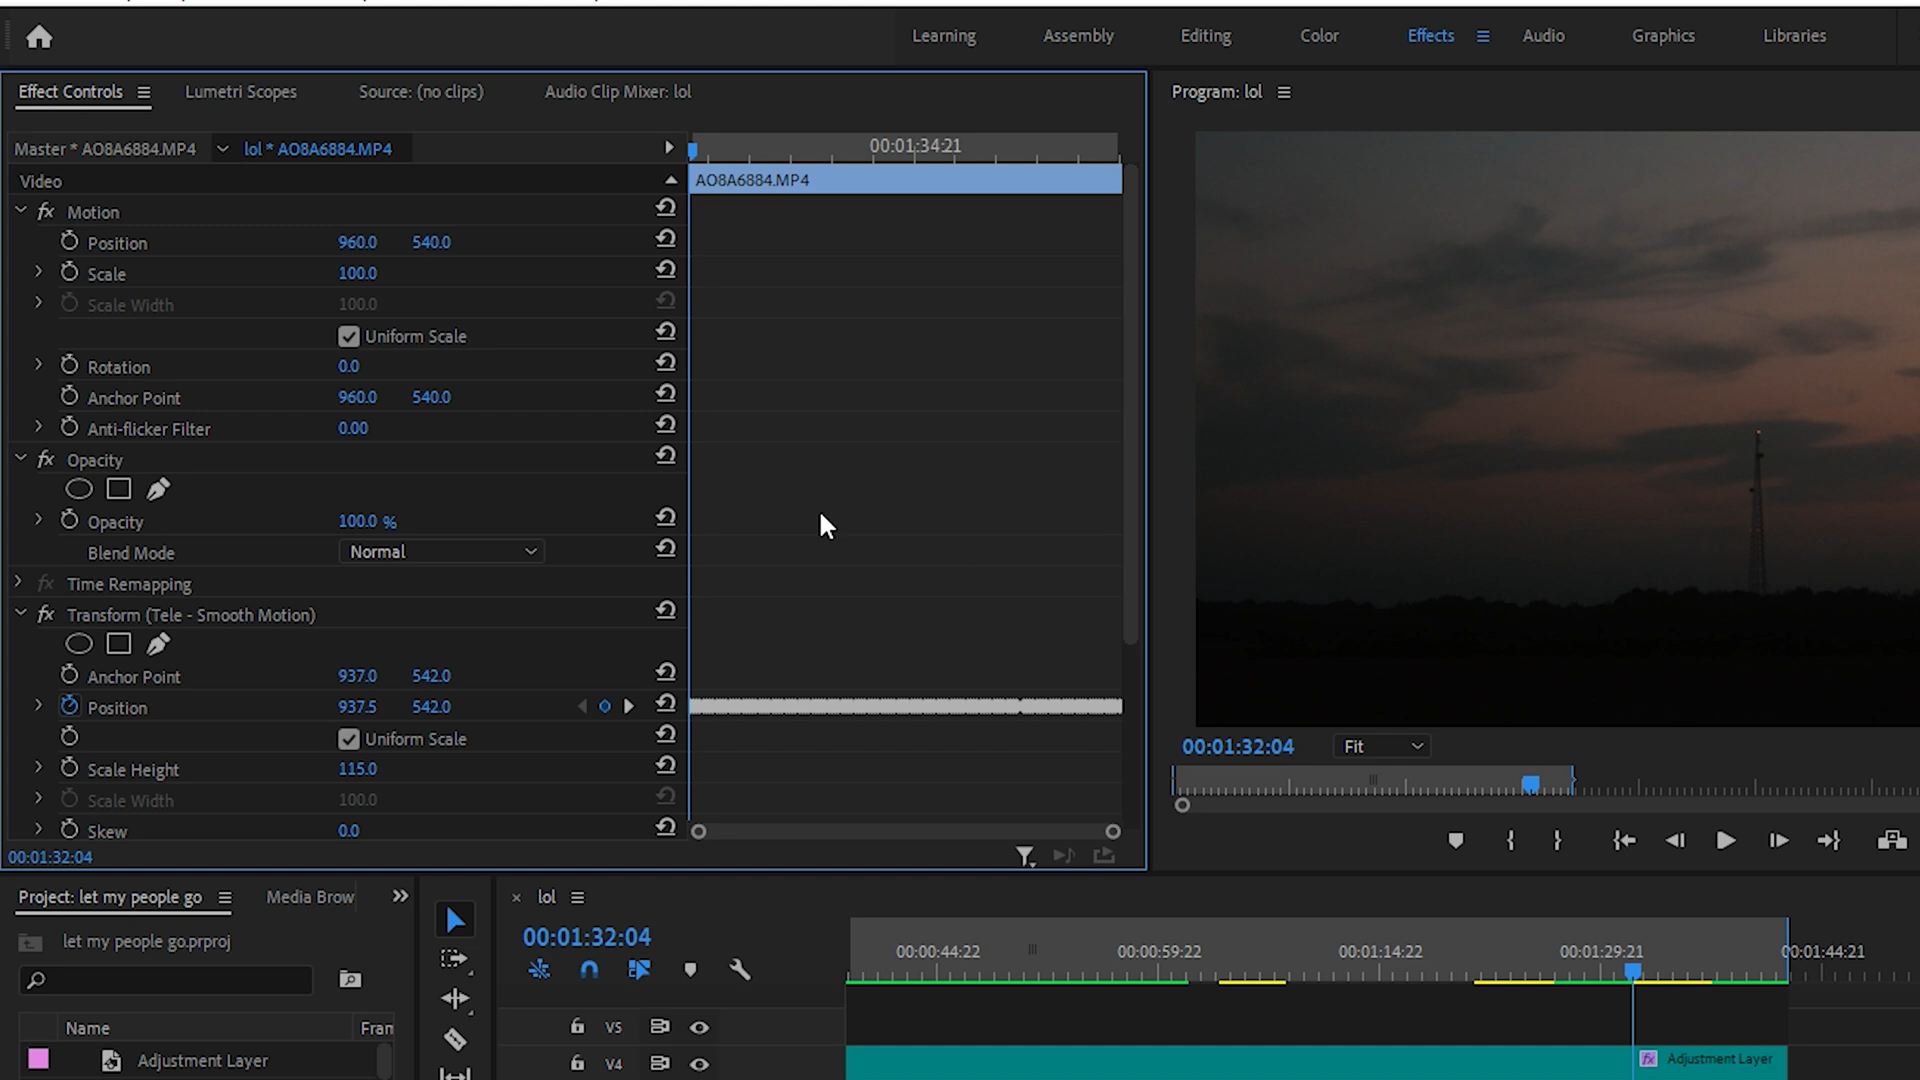 Learning Assembly Editing Color Effects Audio Graphics Libraries
Effect Controls Lumetri Scopes Source: (no clips) Audio Clip Mixer: lol
Program: lol
Master * AO8A6884.MP4 lol * AO8A6884.MP4
00:01:34:21
Video
AO8A6884.MP4
fx Motion
Position 960.0 540.0
Scale 100.0
Scale Width 100.0
Uniform Scale
Rotation 0.0
Anchor Point 960.0 540.0
Anti-flicker Filter 0.00
fx Opacity
Opacity 100.0 %
Blend Mode Normal
fx Time Remapping
fx Transform (Tele - Smooth Motion)
Anchor Point 937.0 542.0
Position 937.5 542.0
Uniform Scale
Scale Height 115.0
Scale Width 100.0
Skew 0.0
00:01:32:04
00:01:32:04 Fit
Project: let my people go Media Brow
let my people go.prproj
Name Fran
Adjustment Layer
lol
00:01:32:04
00:00:44:22 00:00:59:22 00:01:14:22 00:01:29:21 00:01:44:21
V5
V4
fx Adjustment Layer